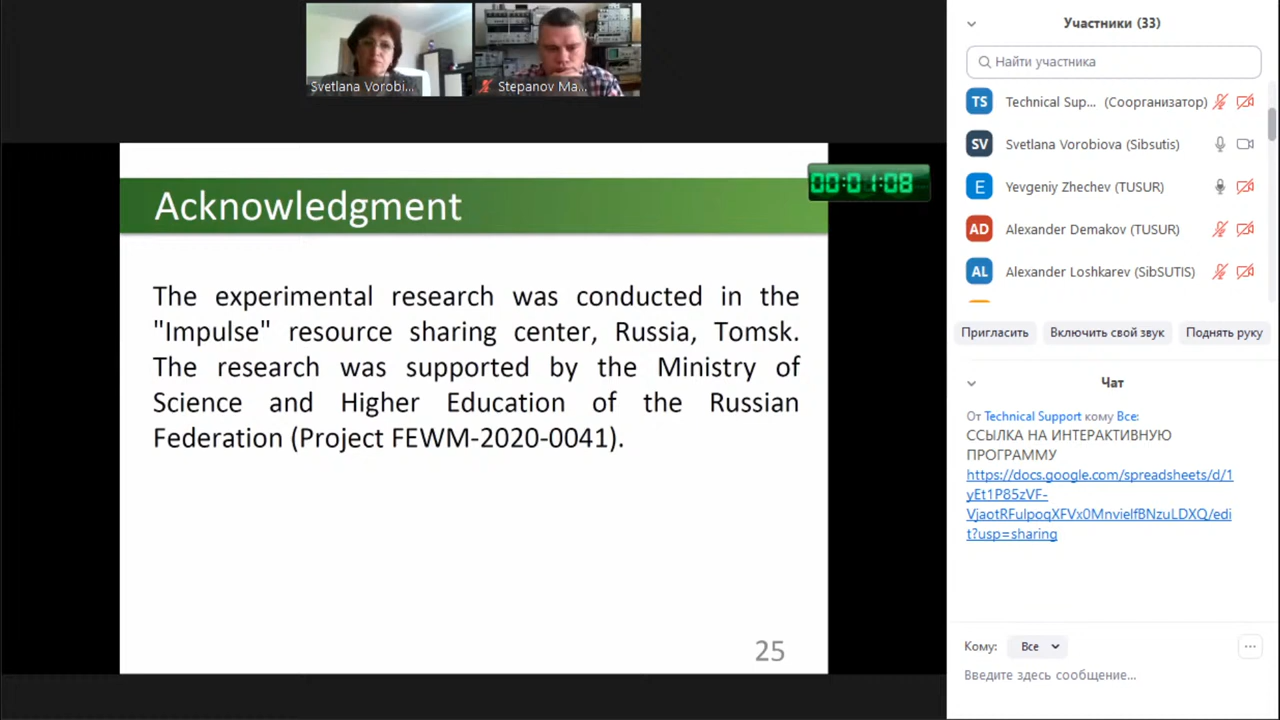 Svetlana Vorobi...
Stepanov Ma...
Acknowledgment
00:01:08
The experimental research was conducted in the
"Impulse" resource sharing center, Russia, Tomsk.
The research was supported by the Ministry of
Science and Higher Education of the Russian
Federation (Project FEWM-2020-0041).
25
Участники (33)
Найти участника
TS Technical Sup... (Соорганизатор)
SV Svetlana Vorobiova (Sibsutis)
E Yevgeniy Zhechev (TUSUR)
AD Alexander Demakov (TUSUR)
AL Alexander Loshkarev (SibSUTIS)
Пригласить Включить свой звук Поднять руку
Чат
От Technical Support кому Все:
ССЫЛКА НА ИНТЕРАКТИВНУЮ
ПРОГРАММУ
https://docs.google.com/spreadsheets/d/1
yEt1P85zVF-
VjaotRFulpoqXFVx0MnvielfBNzuLDXQ/edi
t?usp=sharing
Кому: Все
Введите здесь сообщение...